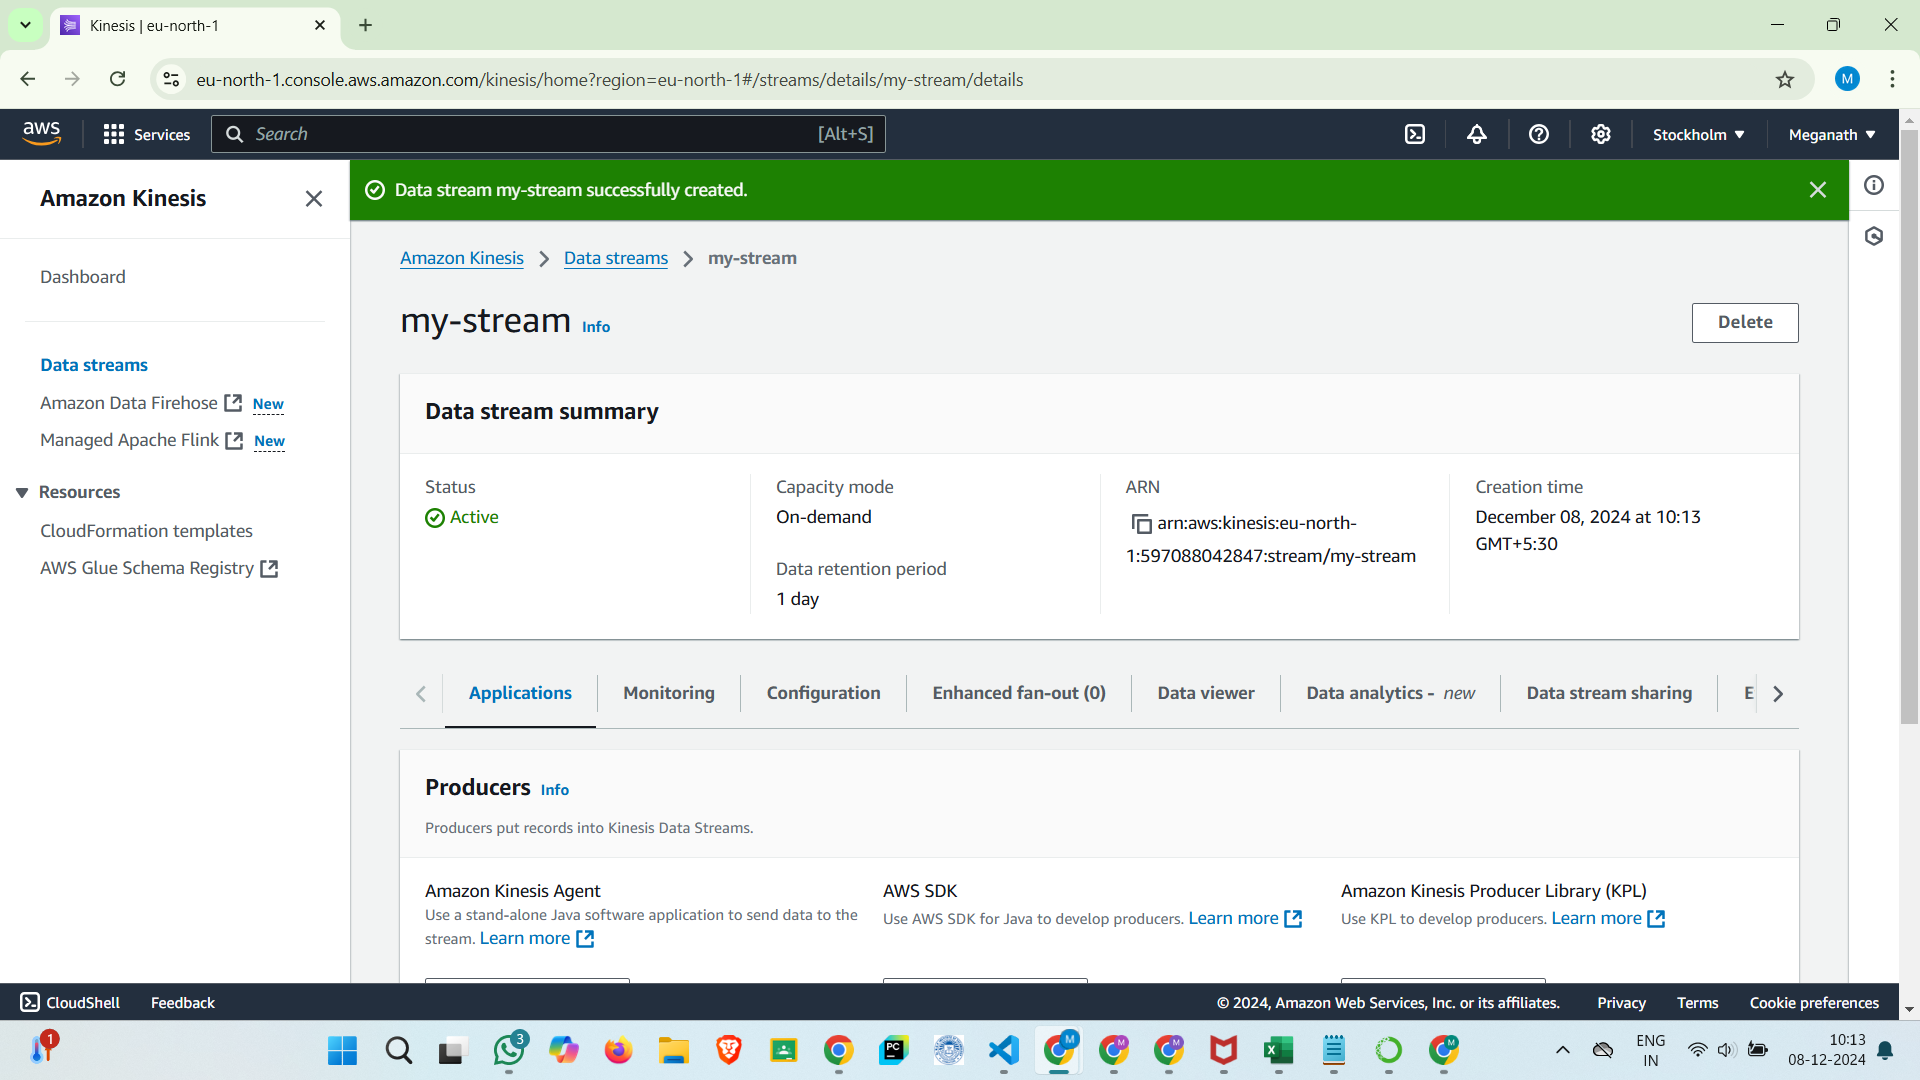 Kinesis | eu-north-1
eu-north-1.console.aws.amazon.com/kinesis/home?region=eu-north-1#/streams/details/my-stream/details
M
aws
Services
Search
[Alt+S]
Stockholm
Meganath
Amazon Kinesis
Data stream my-stream successfully created.
Dashboard
Data streams
Amazon Data Firehose New
Managed Apache Flink New
Resources
CloudFormation templates
AWS Glue Schema Registry
Amazon Kinesis
Data streams
my-stream
my-stream Info
Delete
Data stream summary
Status
Active
Capacity mode
On-demand
Data retention period
1 day
ARN
arn:aws:kinesis:eu-north-
1:597088042847:stream/my-stream
Creation time
December 08, 2024 at 10:13
GMT+5:30
Applications
Monitoring
Configuration
Enhanced fan-out (0)
Data viewer
Data analytics - new
Data stream sharing
E
Producers Info
Producers put records into Kinesis Data Streams.
Amazon Kinesis Agent
Use a stand-alone Java software application to send data to the
stream. Learn more
AWS SDK
Use AWS SDK for Java to develop producers. Learn more
Amazon Kinesis Producer Library (KPL)
Use KPL to develop producers. Learn more
CloudShell
Feedback
© 2024, Amazon Web Services, Inc. or its affiliates.
Privacy
Terms
Cookie preferences
1
3
PC
M
M
M
M
ENG
IN
10:13
08-12-2024